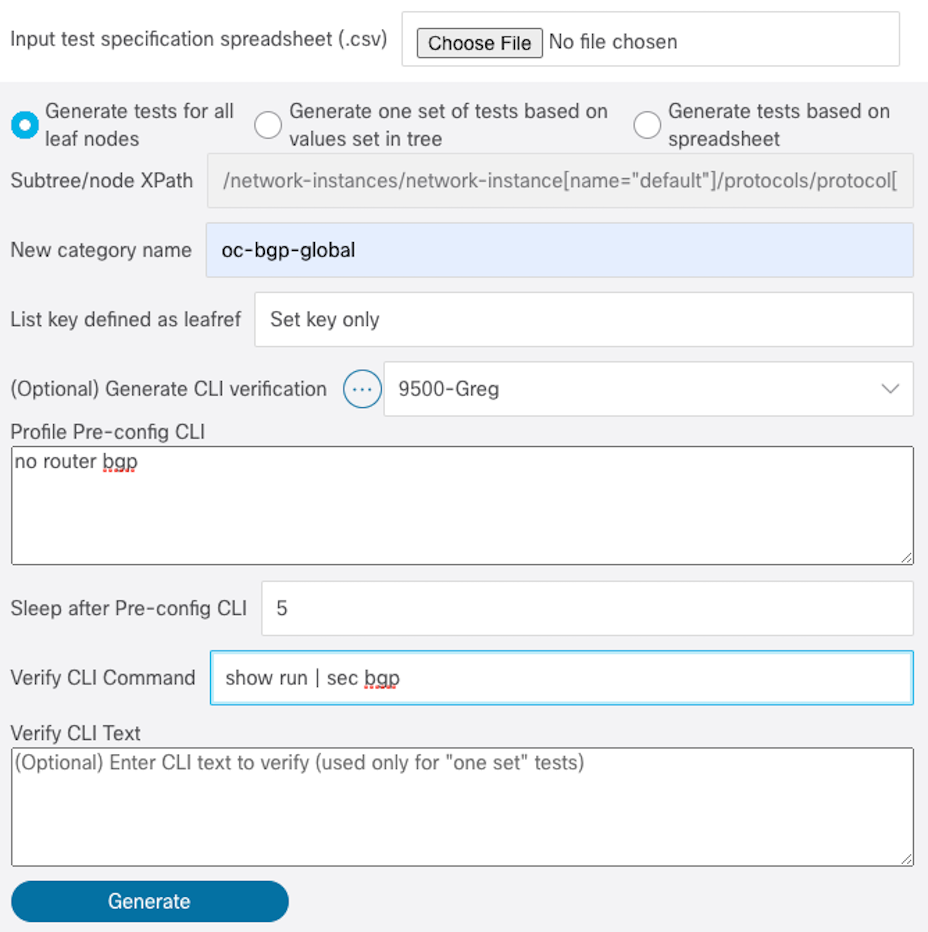 Input test specification spreadsheet (.csv) Choose File No file chosen
Generate tests for all leaf nodes
Generate one set of tests based on values set in tree
Generate tests based on spreadsheet
Subtree/node XPath /network-instances/network-instance[name="default"]/protocols/protocol[
New category name oc-bgp-global
List key defined as leafref Set key only
(Optional) Generate CLI verification ... 9500-Greg
Profile Pre-config CLI
no router bgp
Sleep after Pre-config CLI 5
Verify CLI Command show run | sec bgp
Verify CLI Text
(Optional) Enter CLI text to verify (used only for "one set" tests)
Generate